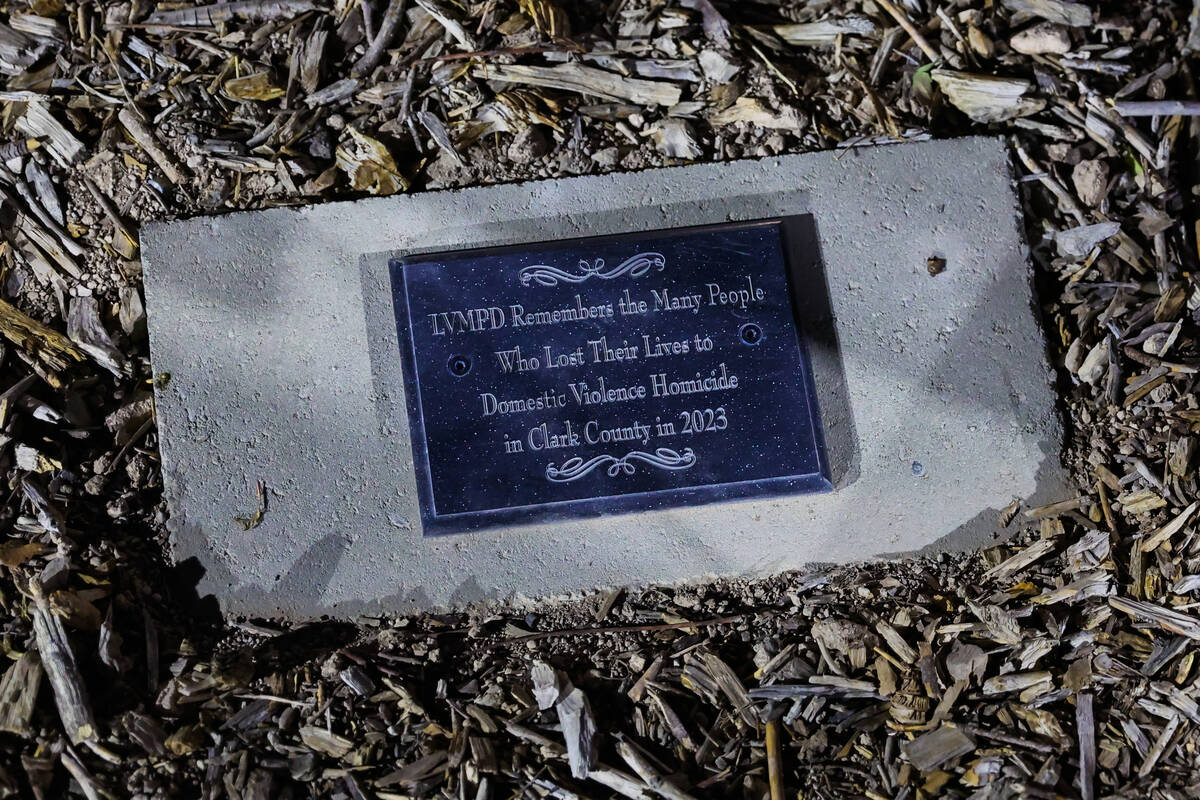 LVMPD Remembers the Many People
Who Lost Their Lives to
Domestic Violence Homicide
in Clark County in 2023